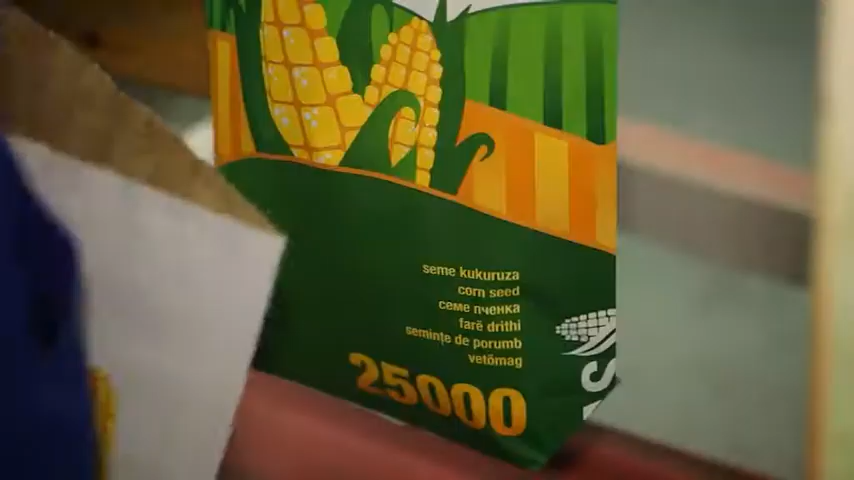 seme kukuruza
corn seed
семе пченка
farë drithi
semințe de porumb
vetőmag
25000